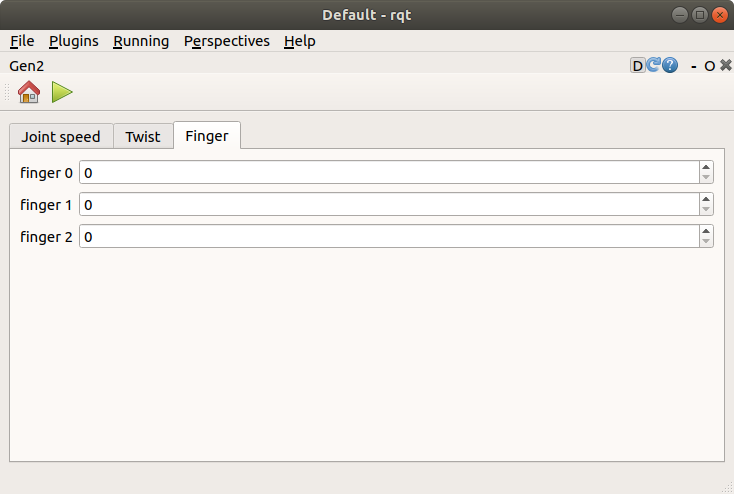 Default - rqt
File Plugins Running Perspectives Help
Gen2 D ? - O
Joint speed Twist Finger
finger 0 0
finger 1 0
finger 2 0